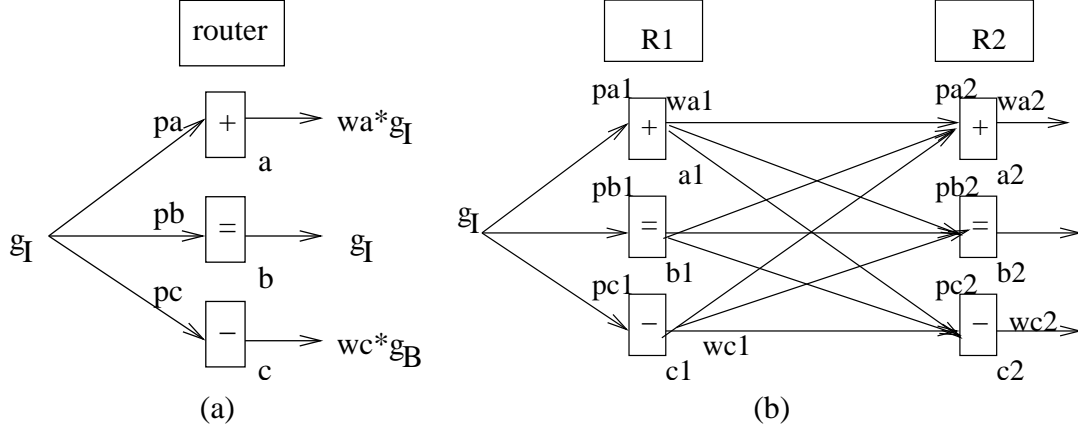 router
pa
+
a
wa*gI
gI
pb
=
b
gI
pc
−
c
wc*gB
(a)
R1
R2
pa1
wa1
+
a1
pa2
wa2
+
a2
gI
pb1
=
b1
pb2
=
b2
pc1
−
wc1
c1
pc2
−
wc2
c2
(b)